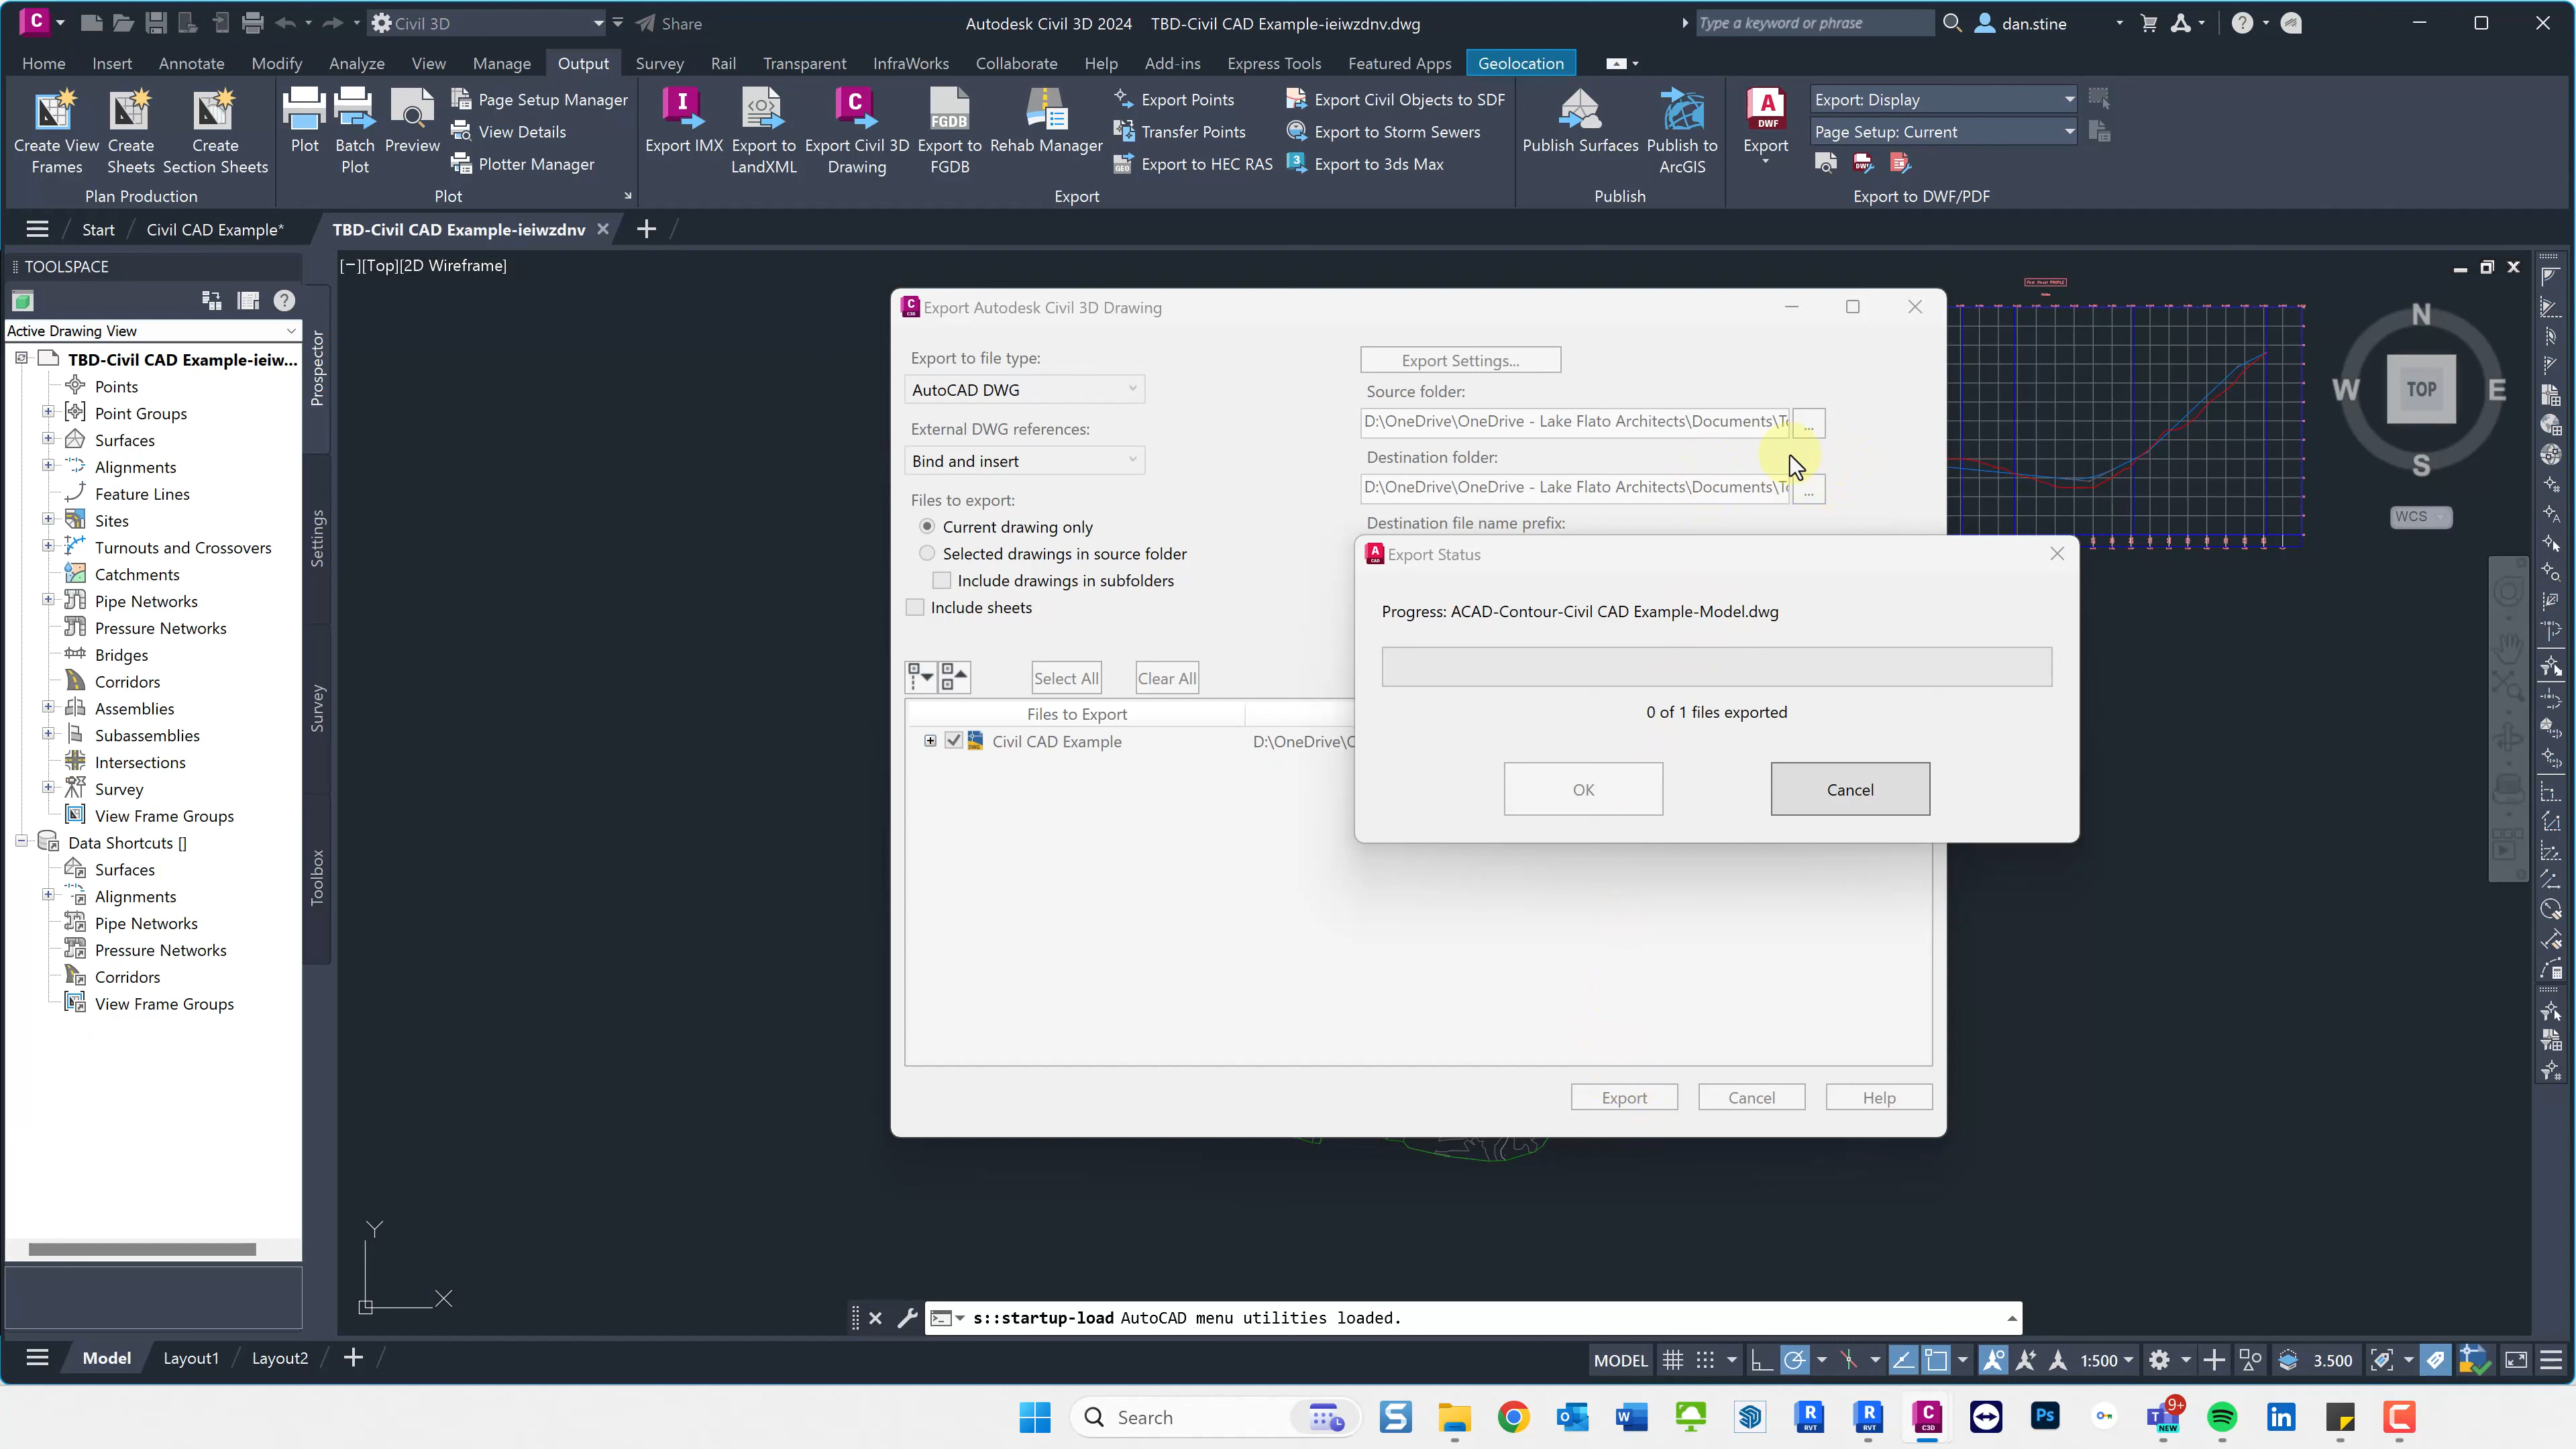 Civil 3D
Share
Autodesk Civil 3D 2024 TBD-Civil CAD Example-ieiwzdnv.dwg
Type a keyword or phrase
dan.stine
Home Insert Annotate Modify Analyze View Manage Output Survey Rail Transparent InfraWorks Collaborate Help Add-ins Express Tools Featured Apps Geolocation
Create View Frames
Create Sheets
Create Section Sheets
Plan Production
Plot
Batch Plot
Preview
Page Setup Manager
View Details
Plotter Manager
Plot
Export IMX
Export to LandXML
Export Civil 3D Drawing
FGDB
Export to FGDB
Rehab Manager
Export Points
Transfer Points
Export to HEC RAS
Export Civil Objects to SDF
Export to Storm Sewers
Export to 3ds Max
Export
Publish Surfaces
Publish to ArcGIS
Publish
DWF
Export
Export: Display
Page Setup: Current
Export to DWF/PDF
Start
Civil CAD Example*
TBD-Civil CAD Example-ieiwzdnv
TOOLSPACE
[−][Top][2D Wireframe]
Active Drawing View
TBD-Civil CAD Example-ieiw...
Points
Point Groups
Surfaces
Alignments
Feature Lines
Sites
Turnouts and Crossovers
Catchments
Pipe Networks
Pressure Networks
Bridges
Corridors
Assemblies
Subassemblies
Intersections
Survey
View Frame Groups
Data Shortcuts []
Surfaces
Alignments
Pipe Networks
Pressure Networks
Corridors
View Frame Groups
Prospector
Settings
Survey
Toolbox
Export Autodesk Civil 3D Drawing
Export to file type:
AutoCAD DWG
External DWG references:
Bind and insert
Files to export:
Current drawing only
Selected drawings in source folder
Include drawings in subfolders
Include sheets
Export Settings...
Source folder:
D:\OneDrive\OneDrive - Lake Flato Architects\Documents\
...
Destination folder:
D:\OneDrive\OneDrive - Lake Flato Architects\Documents\
...
Destination file name prefix:
Select All
Clear All
Files to Export
Civil CAD Example
D:\OneDrive\
Export
Cancel
Help
Export Status
Progress: ACAD-Contour-Civil CAD Example-Model.dwg
0 of 1 files exported
OK
Cancel
N
W
TOP
E
S
WCS
Y
X
s::startup-load AutoCAD menu utilities loaded.
Model
Layout1
Layout2
MODEL
1:500
3.500
Search
9+
NEW